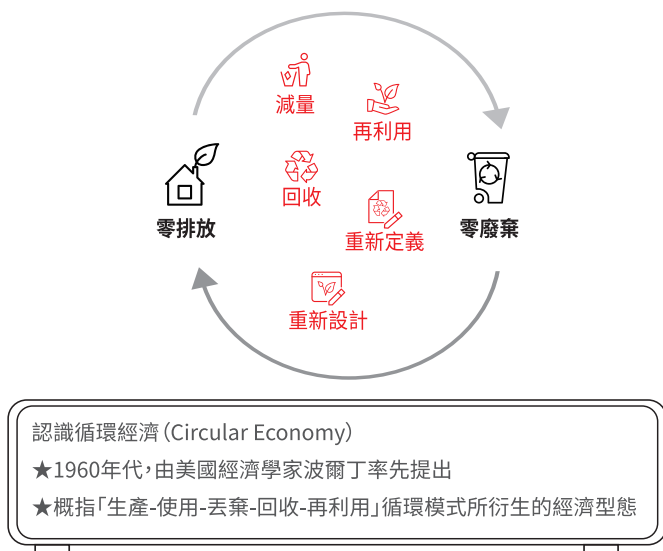 減量
再利用
回收
零排放
零廢棄
重新定義
重新設計
認識循環經濟(Circular Economy)
★1960年代,由美國經濟學家波爾丁率先提出
★概指「生產-使用-丟棄-回收-再利用」循環模式所衍生的經濟型態